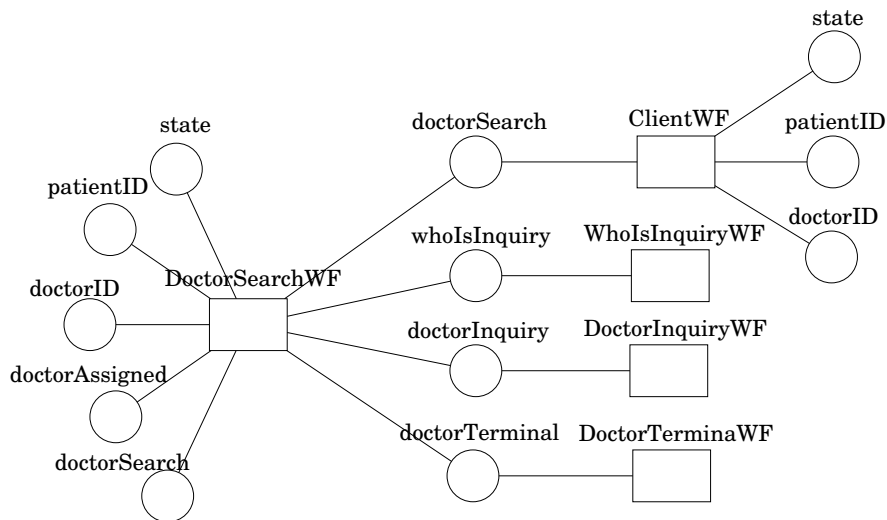 state
state
doctorSearch
ClientWF
patientID
patientID
doctorID
whoIsInquiry
WhoIsInquiryWF
DoctorSearchWF
doctorID
doctorInquiry
DoctorInquiryWF
doctorAssigned
doctorTerminal
DoctorTerminaWF
doctorSearch